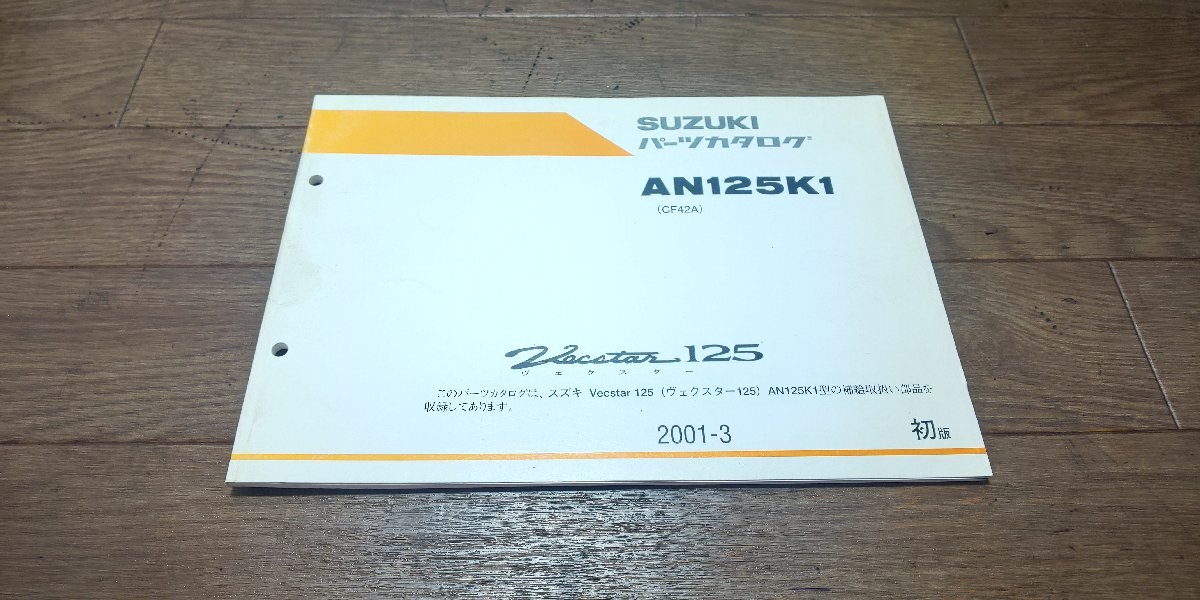 SUZUKI
パーツカタログ
AN125K1
(CF42A)
Vecstar 125
ヴェクスター
このパーツカタログは、スズキ Vecstar 125（ヴェクスター125）AN125K1型の補給取扱い部品を
収録してあります。
2001-3
初版